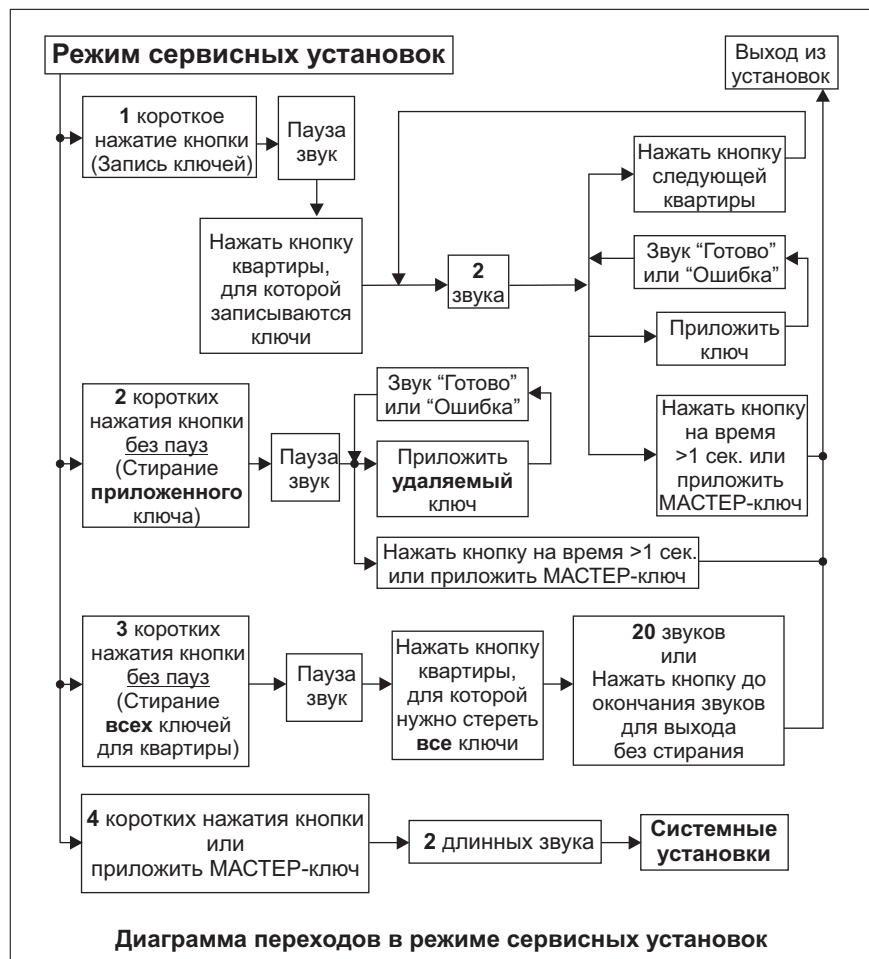 Режим сервисных установок
Выход из
установок
1 короткое
нажатие кнопки
(Запись ключей)
Пауза
звук
Нажать кнопку
следующей
квартиры
Нажать кнопку
квартиры,
для которой
записываются
ключи
2
звука
Звук “Готово”
или “Ошибка”
Приложить
ключ
Нажать кнопку
на время
>1 сек. или
приложить
МАСТЕР-ключ
2 коротких
нажатия кнопки
без пауз
(Стирание
приложенного
ключа)
Пауза
звук
Звук “Готово”
или “Ошибка”
Приложить
удаляемый
ключ
Нажать кнопку на время >1 сек.
или приложить МАСТЕР-ключ
3 коротких
нажатия кнопки
без пауз
(Стирание
всех ключей
для квартиры)
Пауза
звук
Нажать кнопку
квартиры,
для которой
нужно стереть
все ключи
20 звуков
или
Нажать кнопку до
окончания звуков
для выхода
без стирания
4 коротких нажатия кнопки
или
приложить МАСТЕР-ключ
2 длинных звука
Системные
установки
Диаграмма переходов в режиме сервисных установок